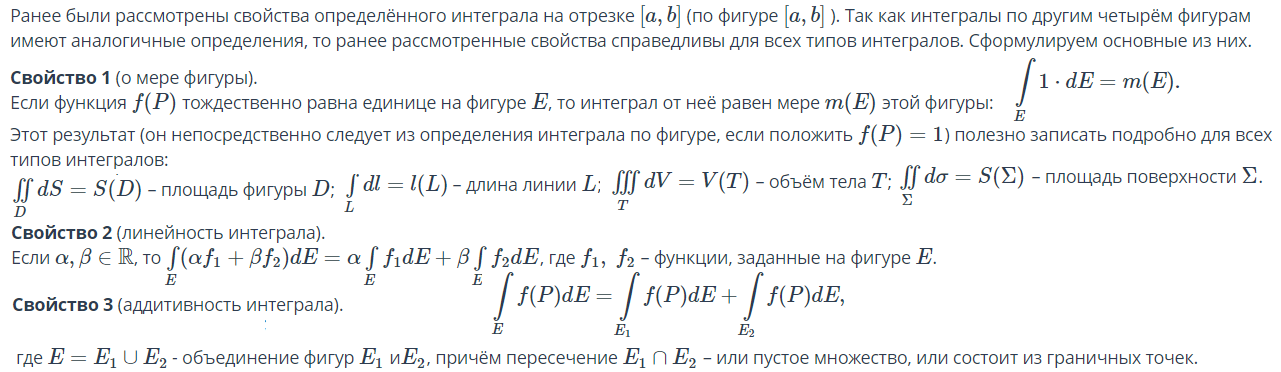 Ранее были рассмотрены свойства определённого интеграла на отрезке [a, b] (по фигуре [a, b] ). Так как интегралы по другим четырём фигурам
имеют аналогичные определения, то ранее рассмотренные свойства справедливы для всех типов интегралов. Сформулируем основные из них.
Свойство 1 (о мере фигуры).
Если функция f(P) тождественно равна единице на фигуре E, то интеграл от неё равен мере m(E) этой фигуры: ∫_E 1 · dE = m(E).
Этот результат (он непосредственно следует из определения интеграла по фигуре, если положить f(P) = 1) полезно записать подробно для всех
типов интегралов:
∬_D dS = S(D) – площадь фигуры D; ∫_L dl = l(L) – длина линии L; ∭_T dV = V(T) – объём тела T; ∬_Σ dσ = S(Σ) – площадь поверхности Σ.
Свойство 2 (линейность интеграла).
Если α, β ∈ ℝ, то ∫_E (αf₁ + βf₂)dE = α ∫_E f₁dE + β ∫_E f₂dE, где f₁, f₂ – функции, заданные на фигуре E.
Свойство 3 (аддитивность интеграла). ∫_E f(P)dE = ∫_E₁ f(P)dE + ∫_E₂ f(P)dE,
где E = E₁ ∪ E₂ - объединение фигур E₁ иE₂, причём пересечение E₁ ∩ E₂ – или пустое множество, или состоит из граничных точек.